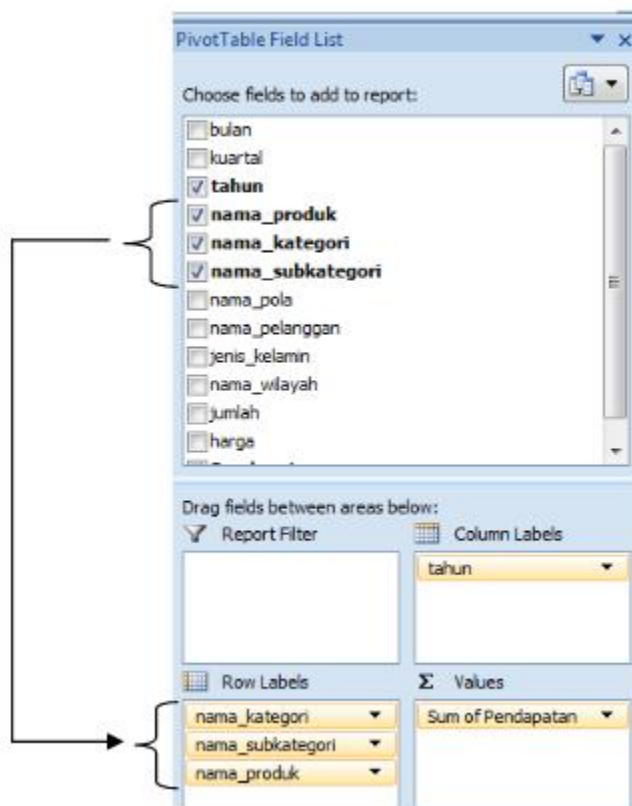 PivotTable Field List
Choose fields to add to report:
bulan
kuartal
tahun
nama_produk
nama_kategori
nama_subkategori
nama_pola
nama_pelanggan
jenis_kelamin
nama_wilayah
jumlah
harga
Drag fields between areas below:
Report Filter
Column Labels
tahun
Row Labels
Σ Values
nama_kategori
Sum of Pendapatan
nama_subkategori
nama_produk